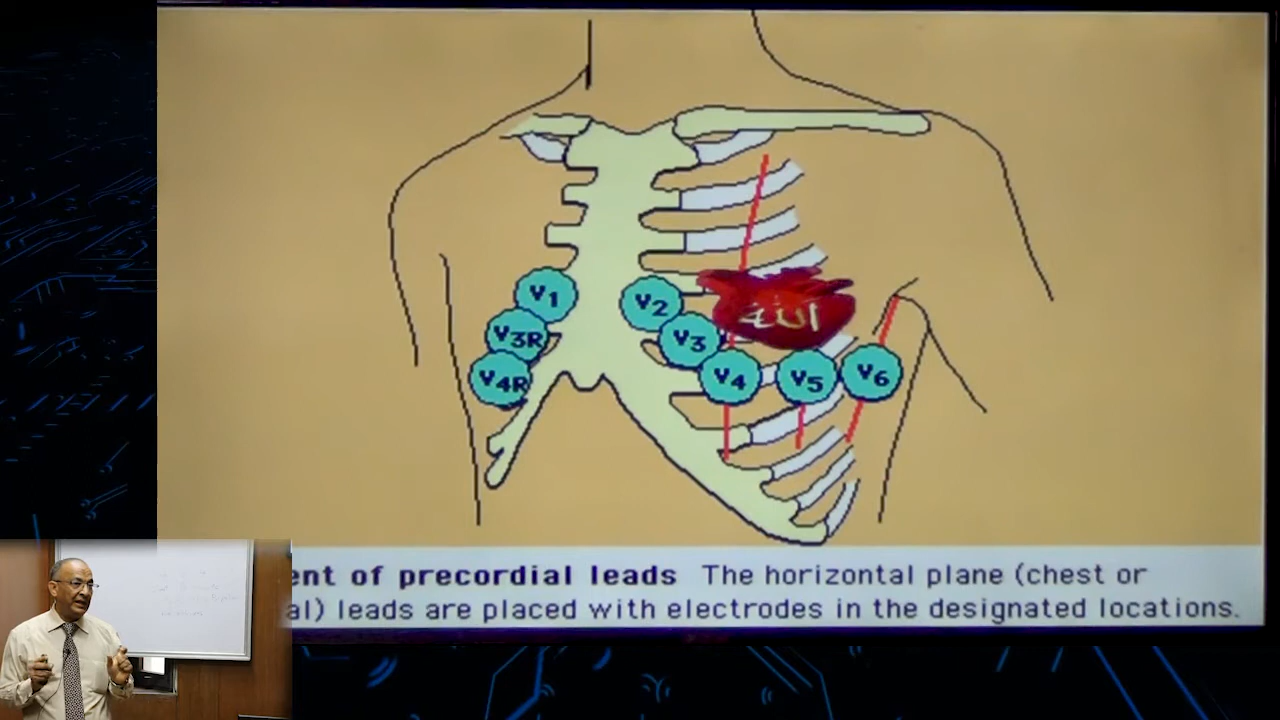 V1
V2
V3R
V3
V4R
V4
V5
V6
الله
ent of precordial leads The horizontal plane (chest or
al) leads are placed with electrodes in the designated locations.